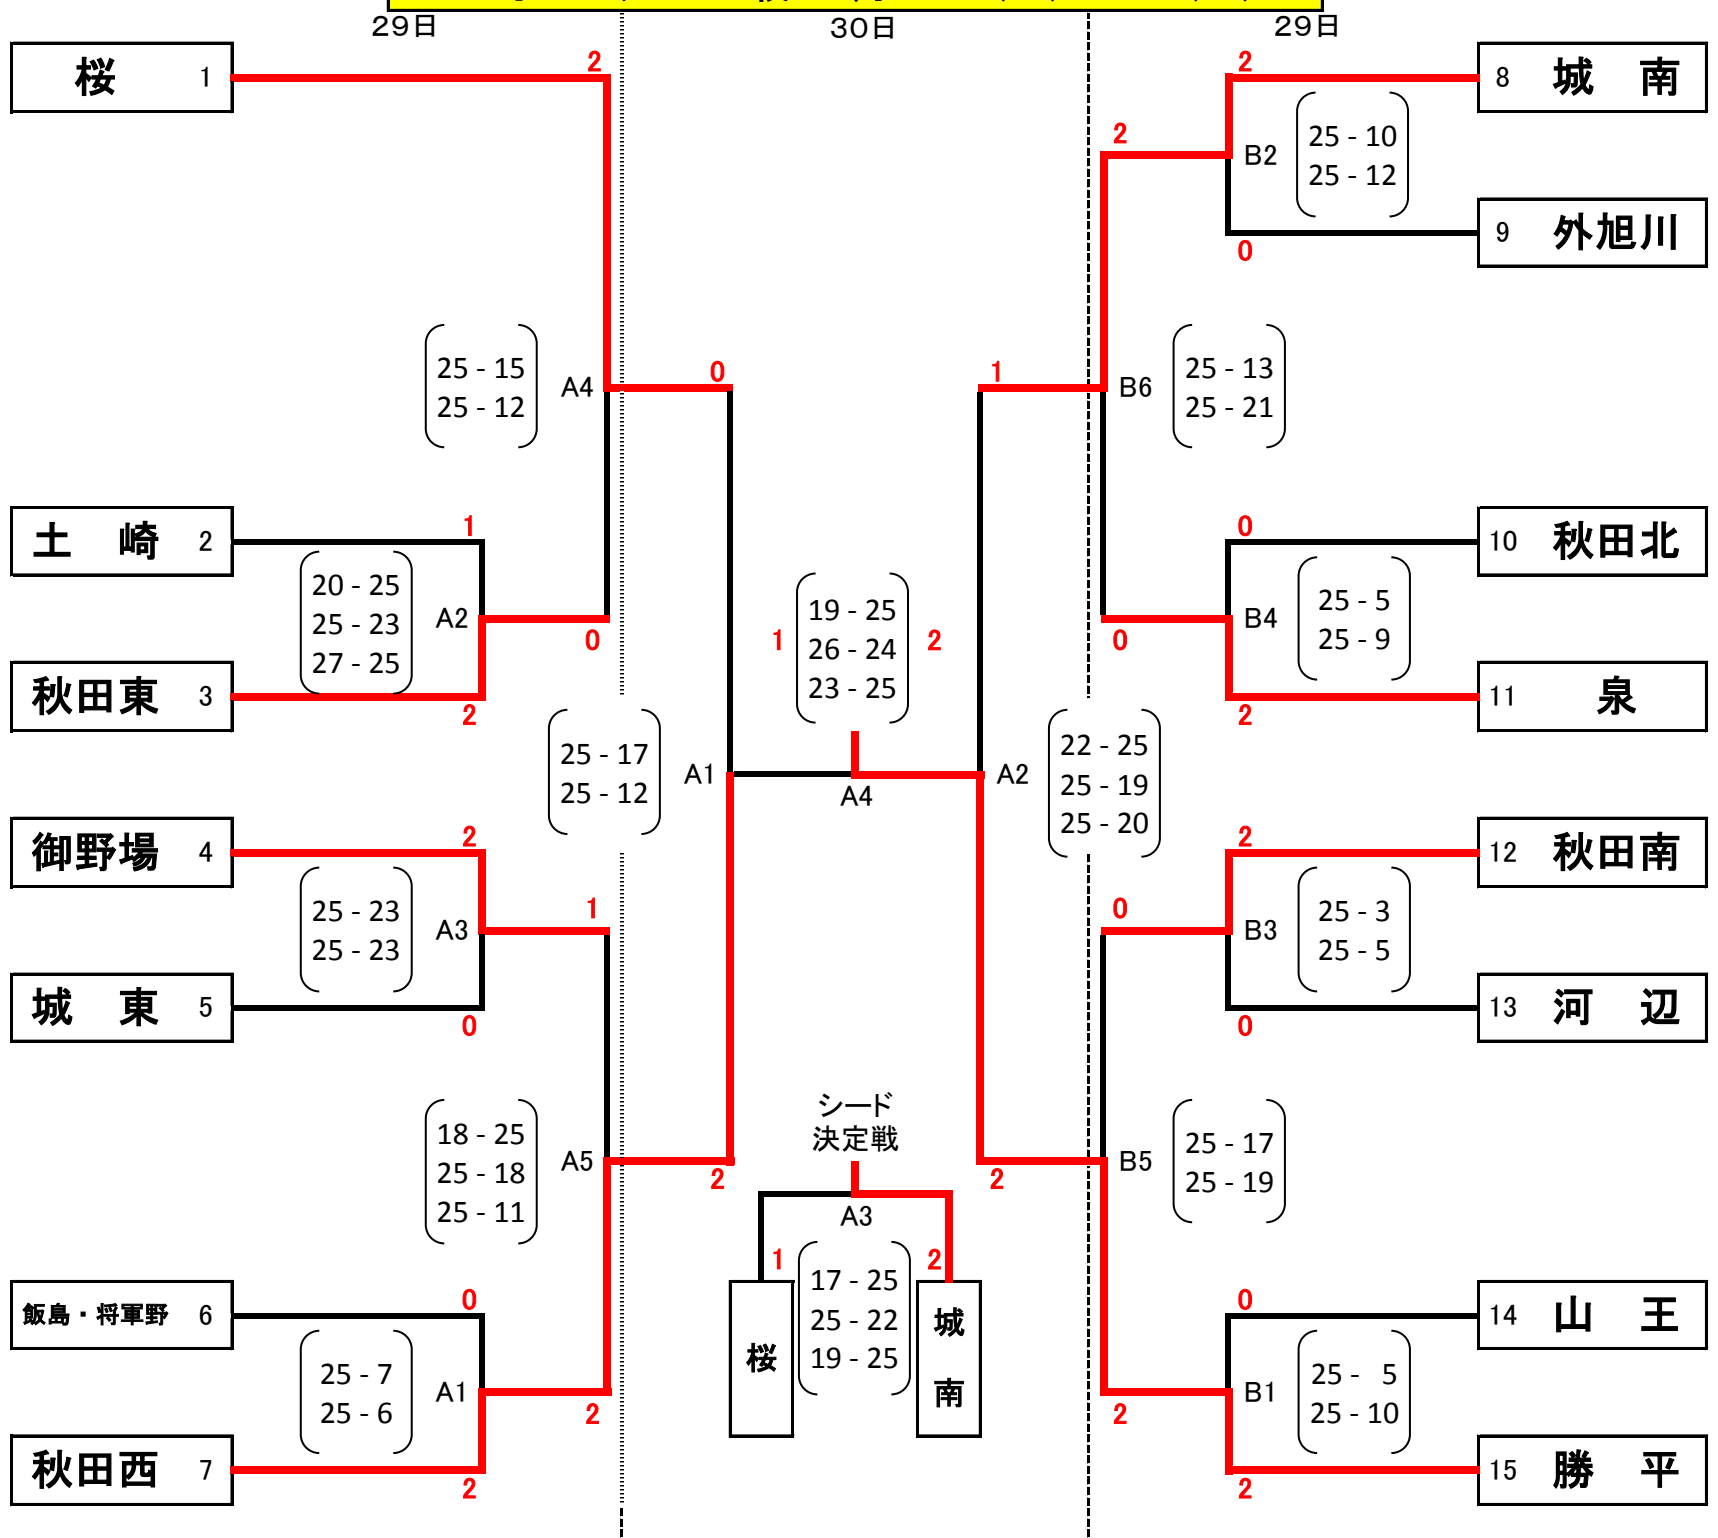 29日
30日
29日
桜 1
2
2
8 城 南
2
B2
25 - 10
25 - 12
9 外旭川
0
25 - 15
25 - 12
A4
0
1
B6
25 - 13
25 - 21
土 崎 2
1
20 - 25
25 - 23
27 - 25
A2
0
秋田東 3
2
1
19 - 25
26 - 24
23 - 25
2
0
10 秋田北
0
B4
25 - 5
25 - 9
11 泉
2
25 - 17
25 - 12
A1
A4
A2
22 - 25
25 - 19
25 - 20
御野場 4
2
25 - 23
25 - 23
A3
1
城 東 5
0
2
12 秋田南
0
B3
25 - 3
25 - 5
13 河 辺
0
18 - 25
25 - 18
25 - 11
A5
2
シード
決定戦
A3
1
17 - 25
25 - 22
19 - 25
2
桜
城南
2
B5
25 - 17
25 - 19
飯島・将軍野 6
0
25 - 7
25 - 6
A1
2
秋田西 7
2
0
14 山 王
2
B1
25 - 5
25 - 10
15 勝 平
2